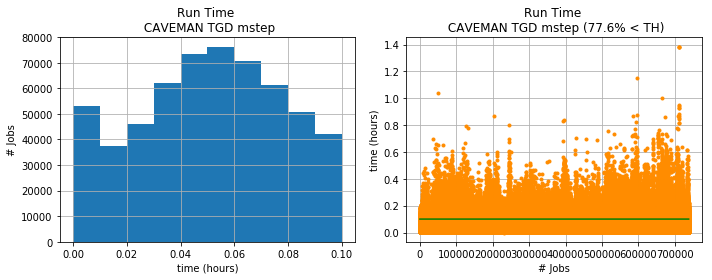 Run Time
CAVEMAN TGD mstep
80000
70000
60000
50000
40000
30000
20000
10000
0
# Jobs
0.00 0.02 0.04 0.06 0.08 0.10
time (hours)
Run Time
CAVEMAN TGD mstep (77.6% < TH)
1.4
1.2
1.0
0.8
0.6
0.4
0.2
0.0
time (hours)
0 100000 200000 300000 400000 500000 600000 700000
# Jobs